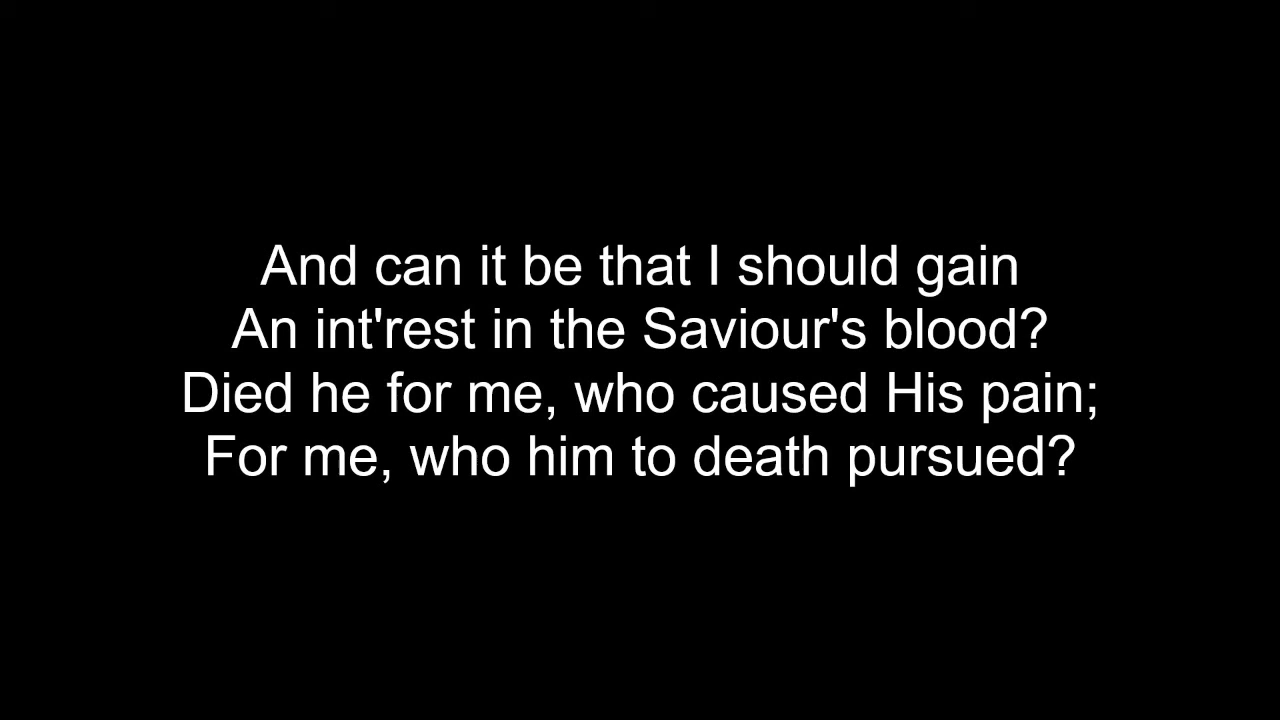 And can it be that I should gain
An int'rest in the Saviour's blood?
Died he for me, who caused His pain;
For me, who him to death pursued?